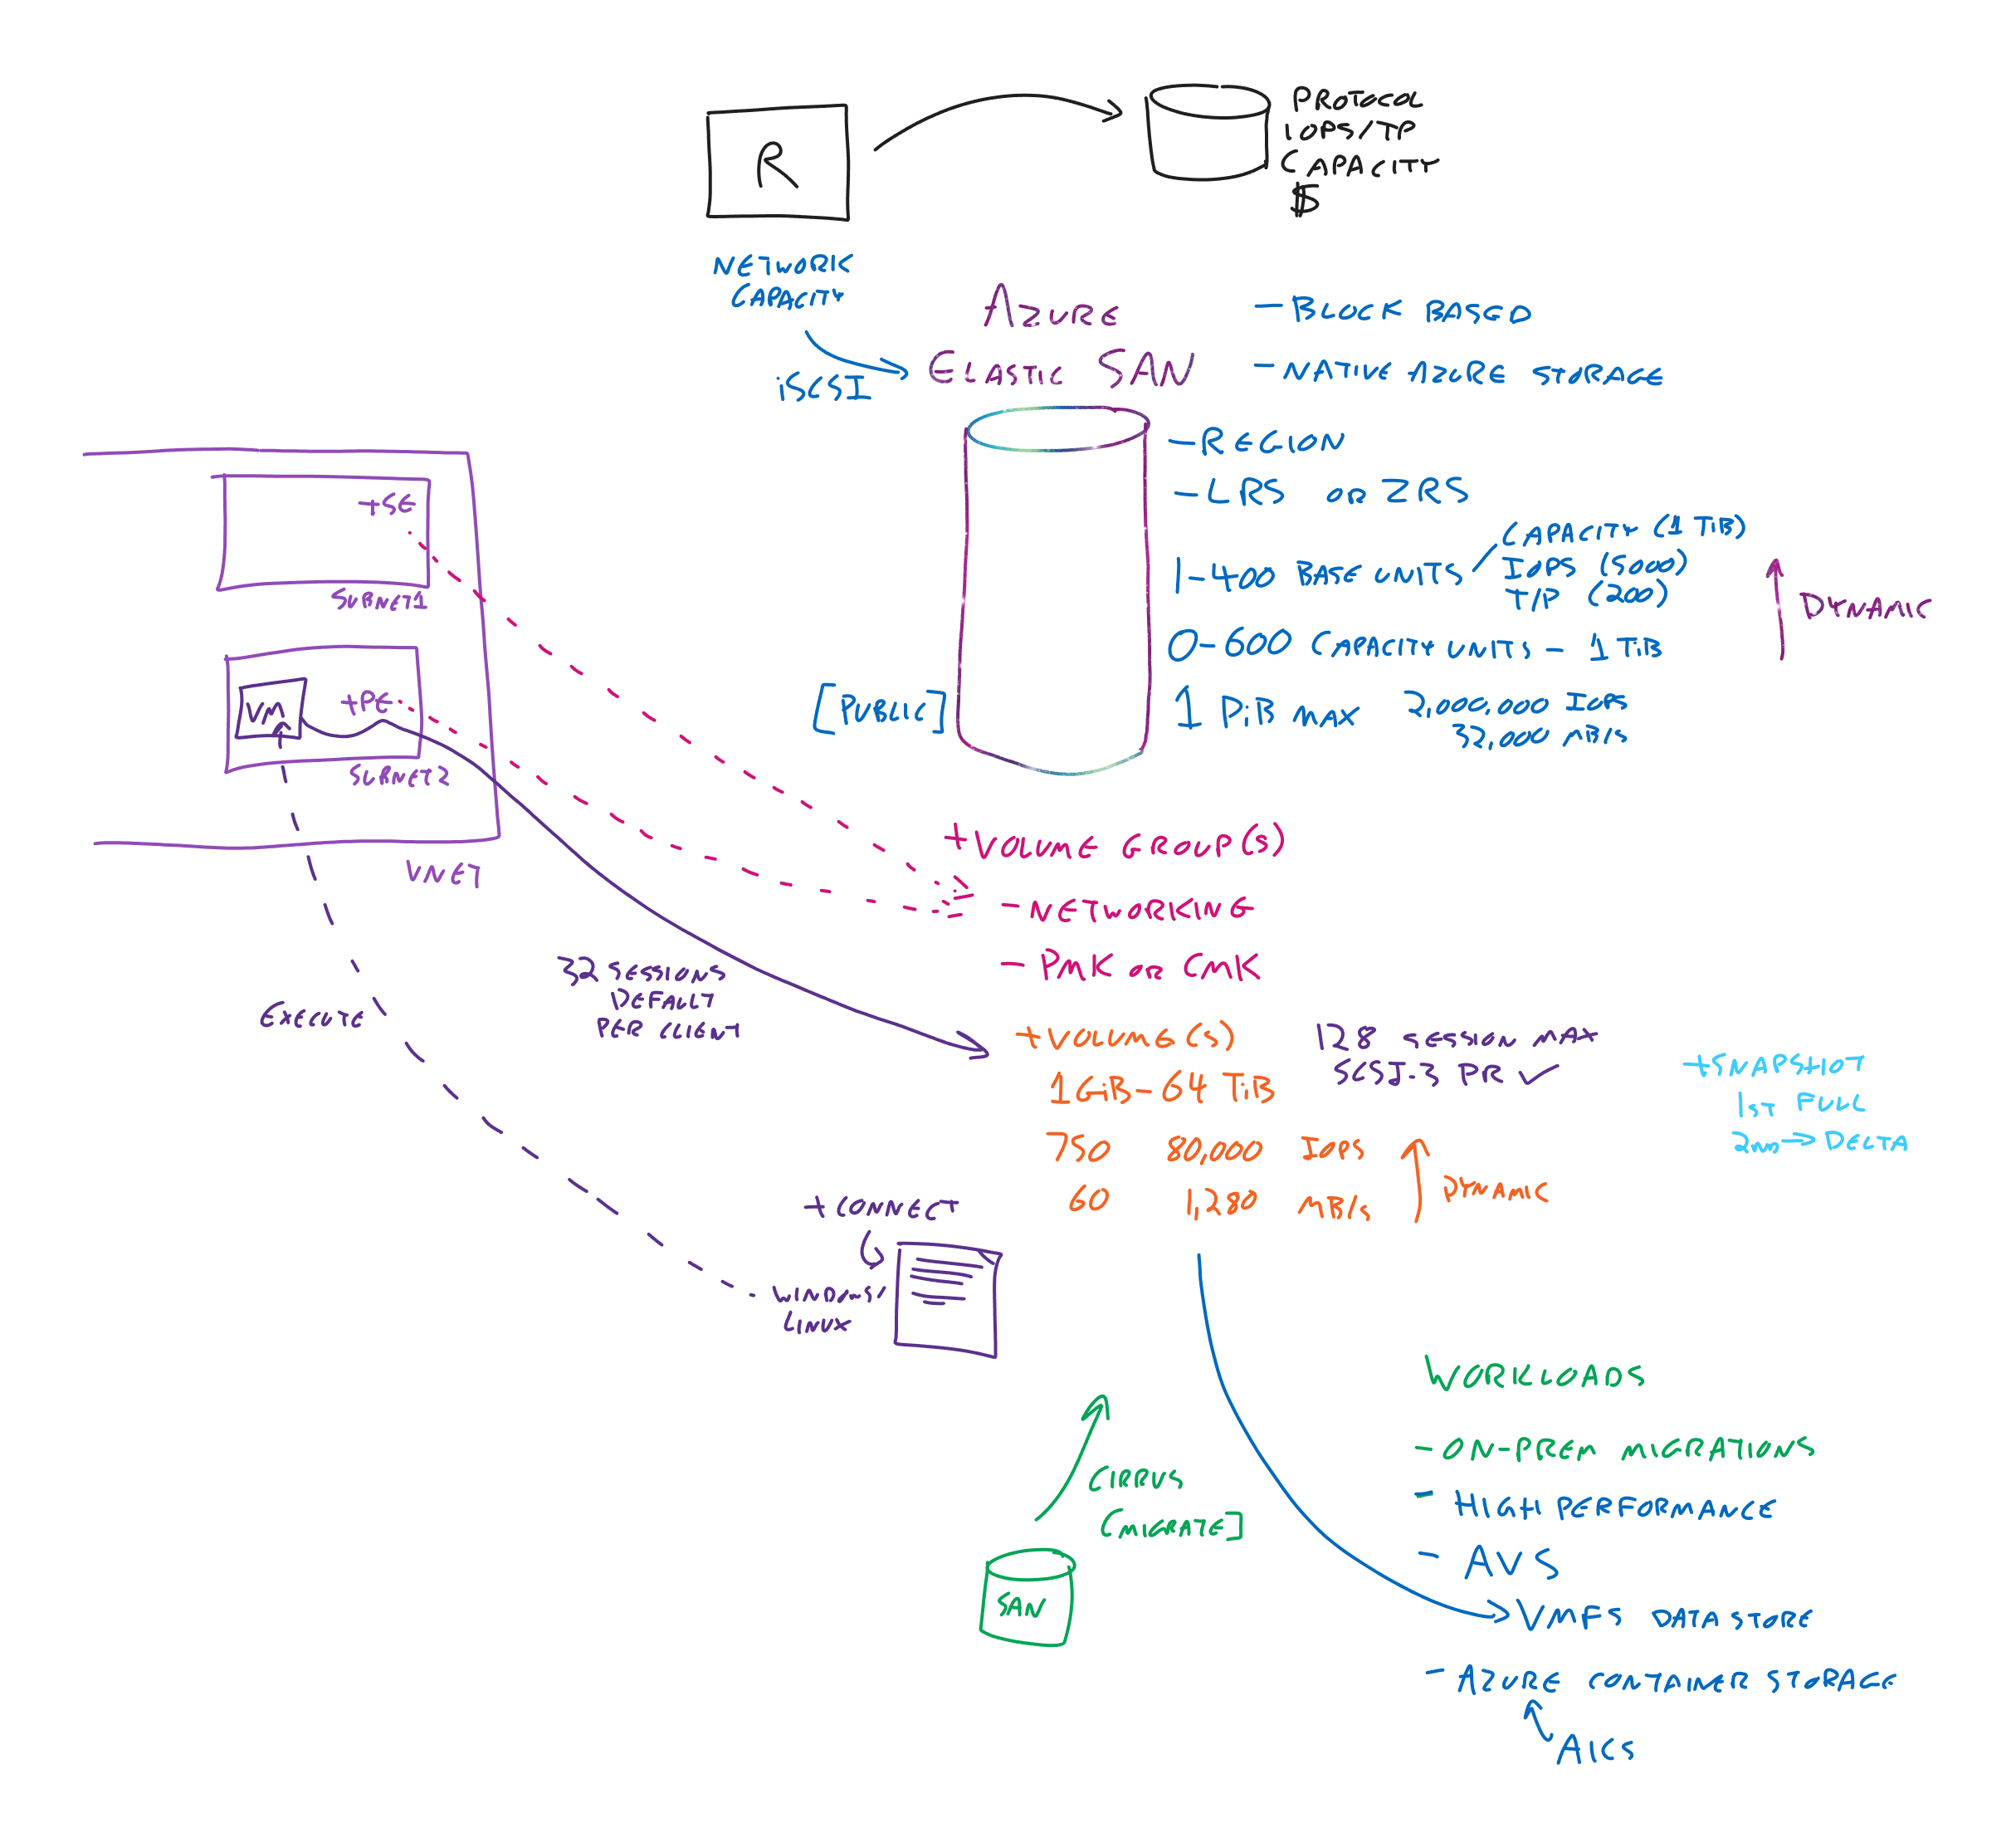 R
PROTOCOL
IOPS/TP
CAPACITY
$
NETWORK
CAPACITY
iSCSI
AZURE
ELASTIC SAN
- BLOCK BASED
- NATIVE AZURE STORAGE
- REGION
- LRS or ZRS
1-400 BASE UNITS
CAPACITY (1 TiB)
IOPS (5000)
T/P (200)
DYNAMIC
0-600 CAPACITY UNITS - 1 TiB
1 PiB MAX 2,000,000 IOPS
32,000 MB/s
[PUBLIC]
+SE
SUBNET1
VM
+PE
SUBNET2
VNET
+VOLUME GROUP(S)
- NETWORKING
- PMK or CMK
32 SESSIONS
DEFAULT
PER CLIENT
EXECUTE
+VOLUME(S)
1GiB - 64 TiB
750 80,000 IOPS
60 1,280 MB/s
DYNAMIC
128 SESSION MAX
SCSI-3 PR ✓
+SNAPSHOT
1ST FULL
2ND→DELTA
+CONNECT
WINDOWS/
LINUX
CIRRUS
[MIGRATE]
SAN
WORKLOADS
- ON-PREM MIGRATIONS
- HIGH PERFORMANCE
- AVS
VMFS DATASTORE
- AZURE CONTAINER STORAGE